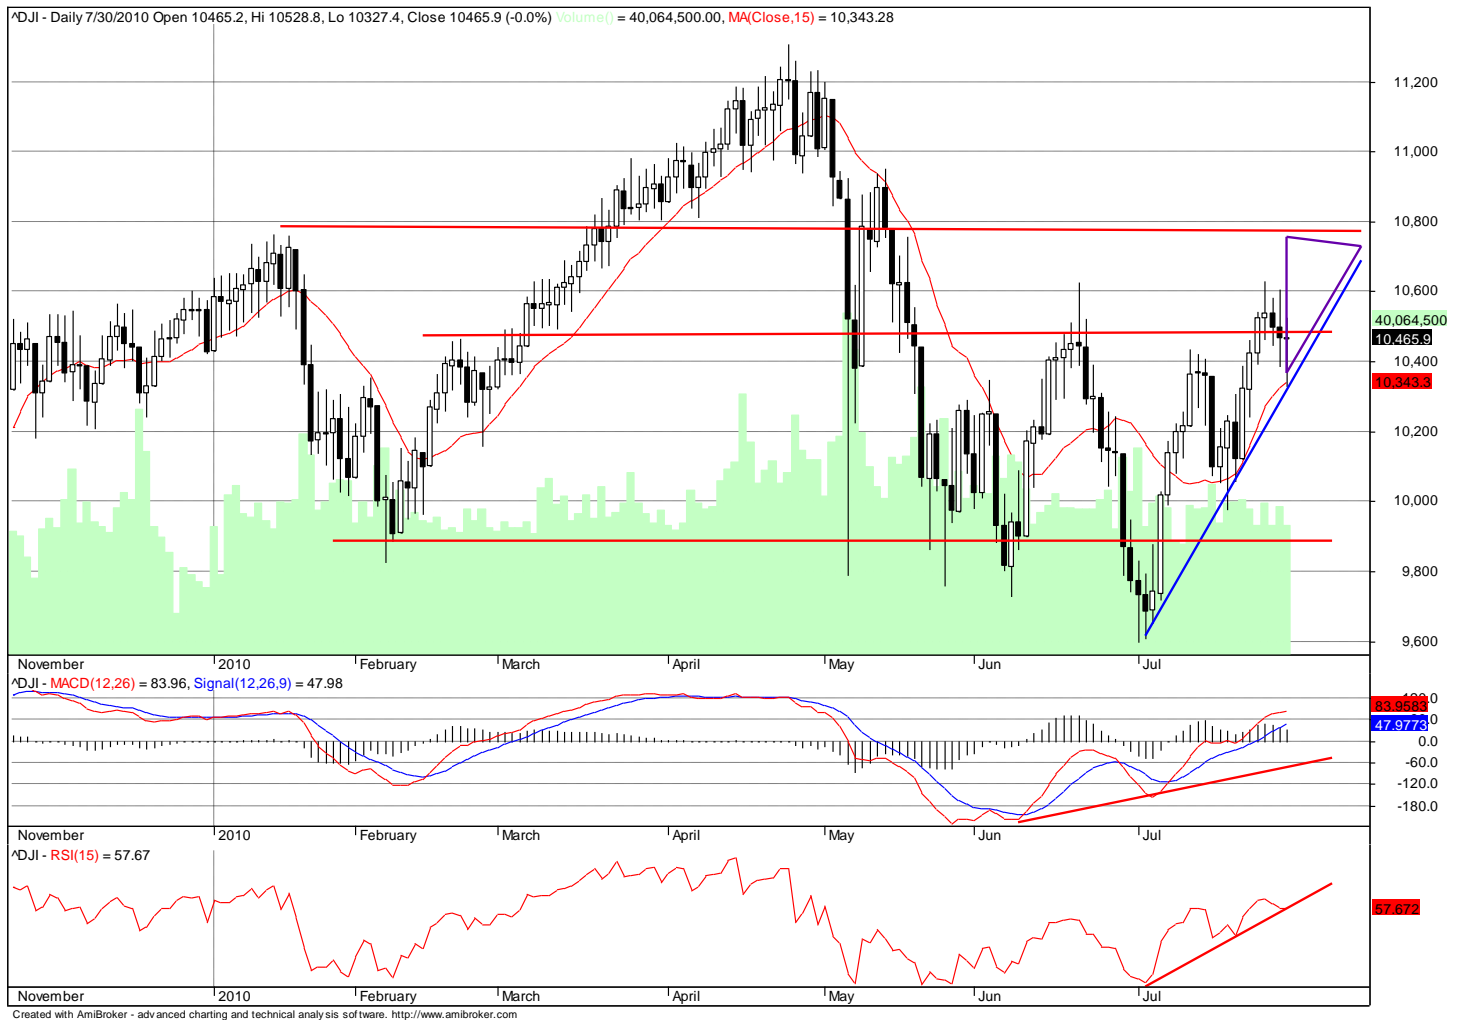 ^DJI - Daily 7/30/2010 Open 10465.2, Hi 10528.8, Lo 10327.4, Close 10465.9 (-0.0%) Volume() = 40,064,500.00, MA(Close,15) = 10,343.28
11,200
11,000
10,800
10,600
40,064,500
10,465.9
10,400
10,343.3
10,200
10,000
9,800
9,600
November 2010 February March April May Jun Jul
^DJI - MACD(12,26) = 83.96, Signal(12,26,9) = 47.98
83.9583
47.9773
0.0
-60.0
-120.0
-180.0
November 2010 February March April May Jun Jul
^DJI - RSI(15) = 57.67
57.672
November 2010 February March April May Jun Jul
Created with AmiBroker - advanced charting and technical analysis software. http://www.amibroker.com